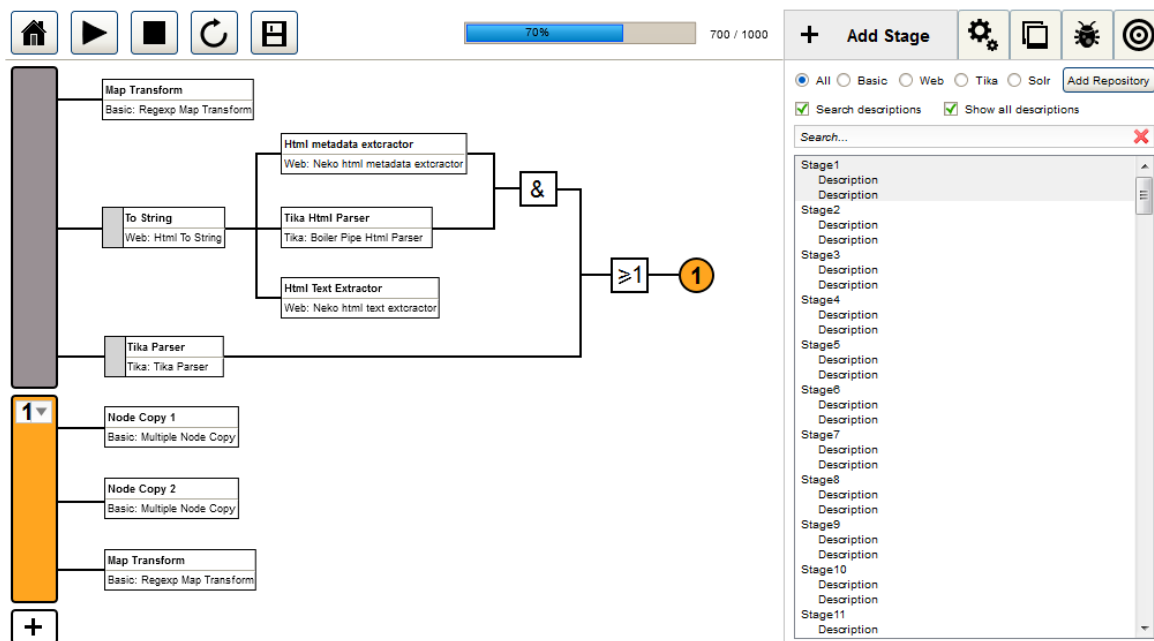 70%
700 / 1000
+ Add Stage
All Basic Web Tika Solr Add Repository
Search descriptions Show all descriptions
Search...
Map Transform
Basic: Regexp Map Transform
Html metadata extcractor
Web: Neko html metadata extcractor
&
To String
Web: Html To String
Tika Html Parser
Tika: Boiler Pipe Html Parser
Html Text Extractor
Web: Neko html text extcractor
≥1
1
Tika Parser
Tika: Tika Parser
1
Node Copy 1
Basic: Multiple Node Copy
Node Copy 2
Basic: Multiple Node Copy
Map Transform
Basic: Regexp Map Transform
+
Stage1
Description
Description
Stage2
Description
Description
Stage3
Description
Description
Stage4
Description
Description
Stage5
Description
Description
Stage6
Description
Description
Stage7
Description
Description
Stage8
Description
Description
Stage9
Description
Description
Stage10
Description
Description
Stage11
Description